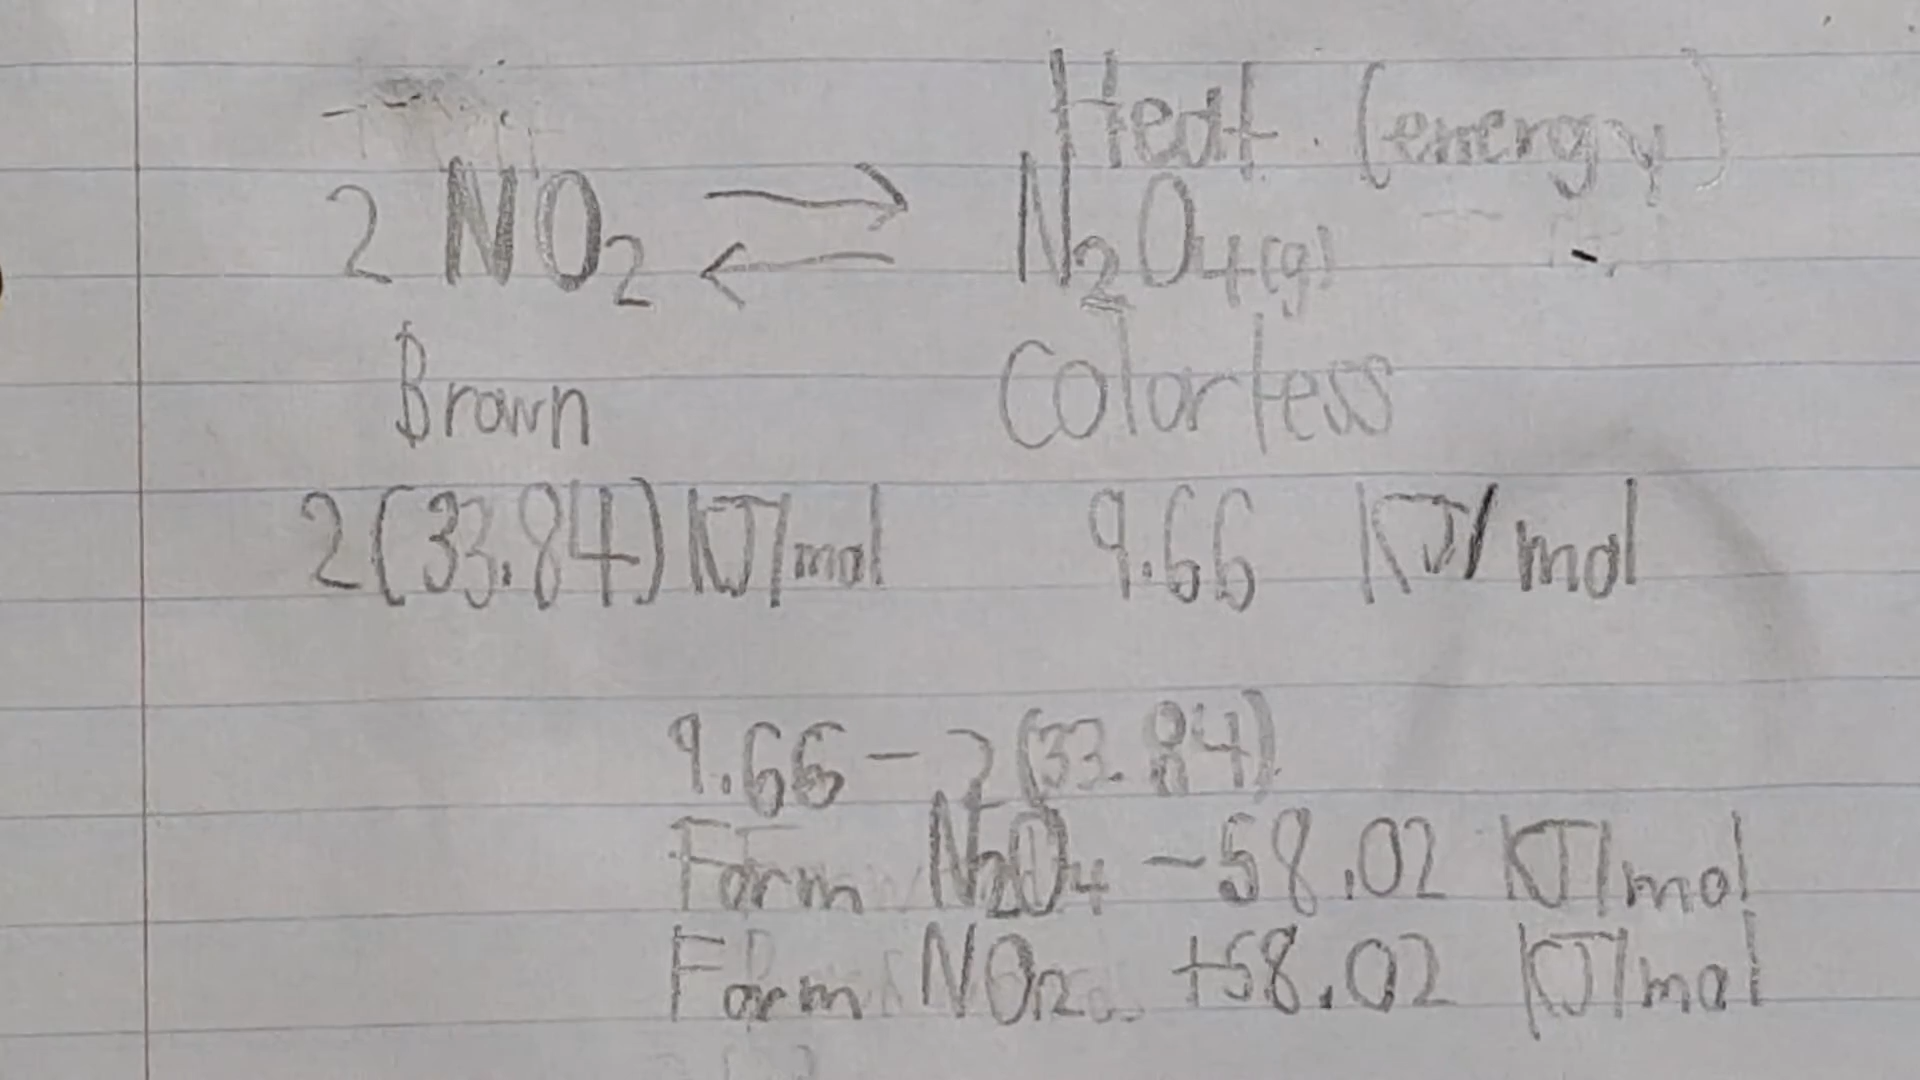 Heat (energy)
2 NO₂ ⇌ N₂O₄(g)
Brown Colorless
2(33.84) KJ/mol 9.66 KJ/mol
9.66 - 2(33.84)
Form N₂O₄ -58.02 KJ/mol
Form NO₂ +58.02 KJ/mol